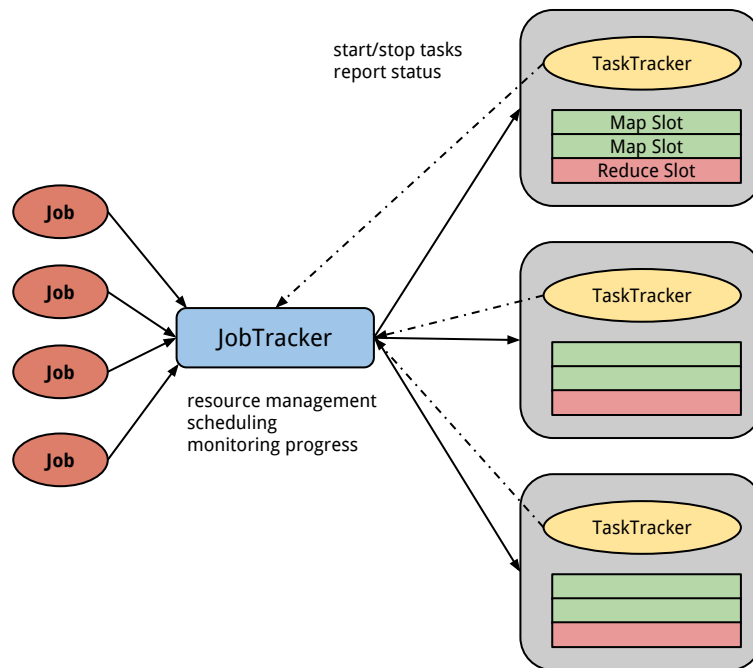 start/stop tasks
report status
TaskTracker
Map Slot
Map Slot
Reduce Slot
Job
Job
Job
Job
JobTracker
resource management
scheduling
monitoring progress
TaskTracker
TaskTracker